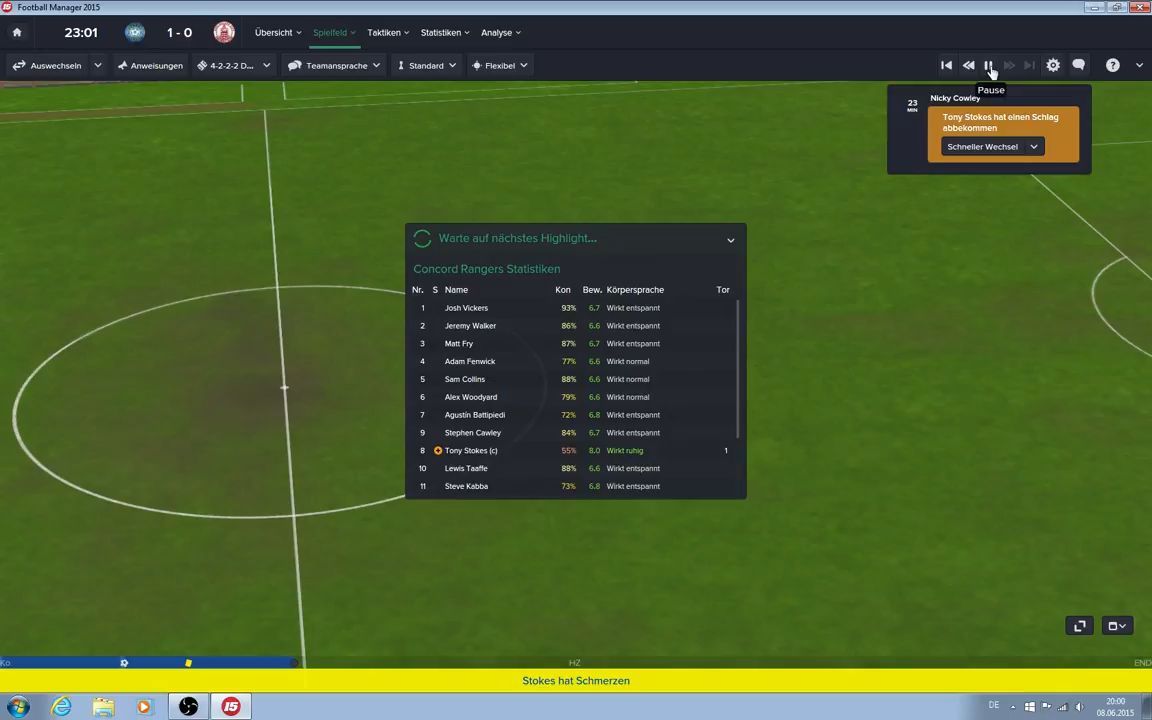 Football Manager 2015
23:01
1 - 0
Übersicht
Spielfeld
Taktiken
Statistiken
Analyse
Auswechseln
Anweisungen
4-2-2-2 D...
Teamansprache
Standard
Flexibel
?
Pause
23
MIN
Nicky Cowley
Tony Stokes hat einen Schlag
abbekommen
Schneller Wechsel
Warte auf nächstes Highlight...
Concord Rangers Statistiken
Nr. S Name Kon Bew. Körpersprache Tor
1 Josh Vickers 93% 6.7 Wirkt entspannt
2 Jeremy Walker 86% 6.6 Wirkt entspannt
3 Matt Fry 87% 6.7 Wirkt entspannt
4 Adam Fenwick 77% 6.6 Wirkt normal
5 Sam Collins 88% 6.6 Wirkt normal
6 Alex Woodyard 79% 6.6 Wirkt normal
7 Agustín Battipiedi 72% 6.8 Wirkt entspannt
9 Stephen Cawley 84% 6.7 Wirkt entspannt
8 Tony Stokes (c) 55% 8.0 Wirkt ruhig 1
10 Lewis Taaffe 88% 6.6 Wirkt entspannt
11 Steve Kabba 73% 6.8 Wirkt entspannt
Ko
HZ
END
Stokes hat Schmerzen
15
DE
20:00
08.06.2015